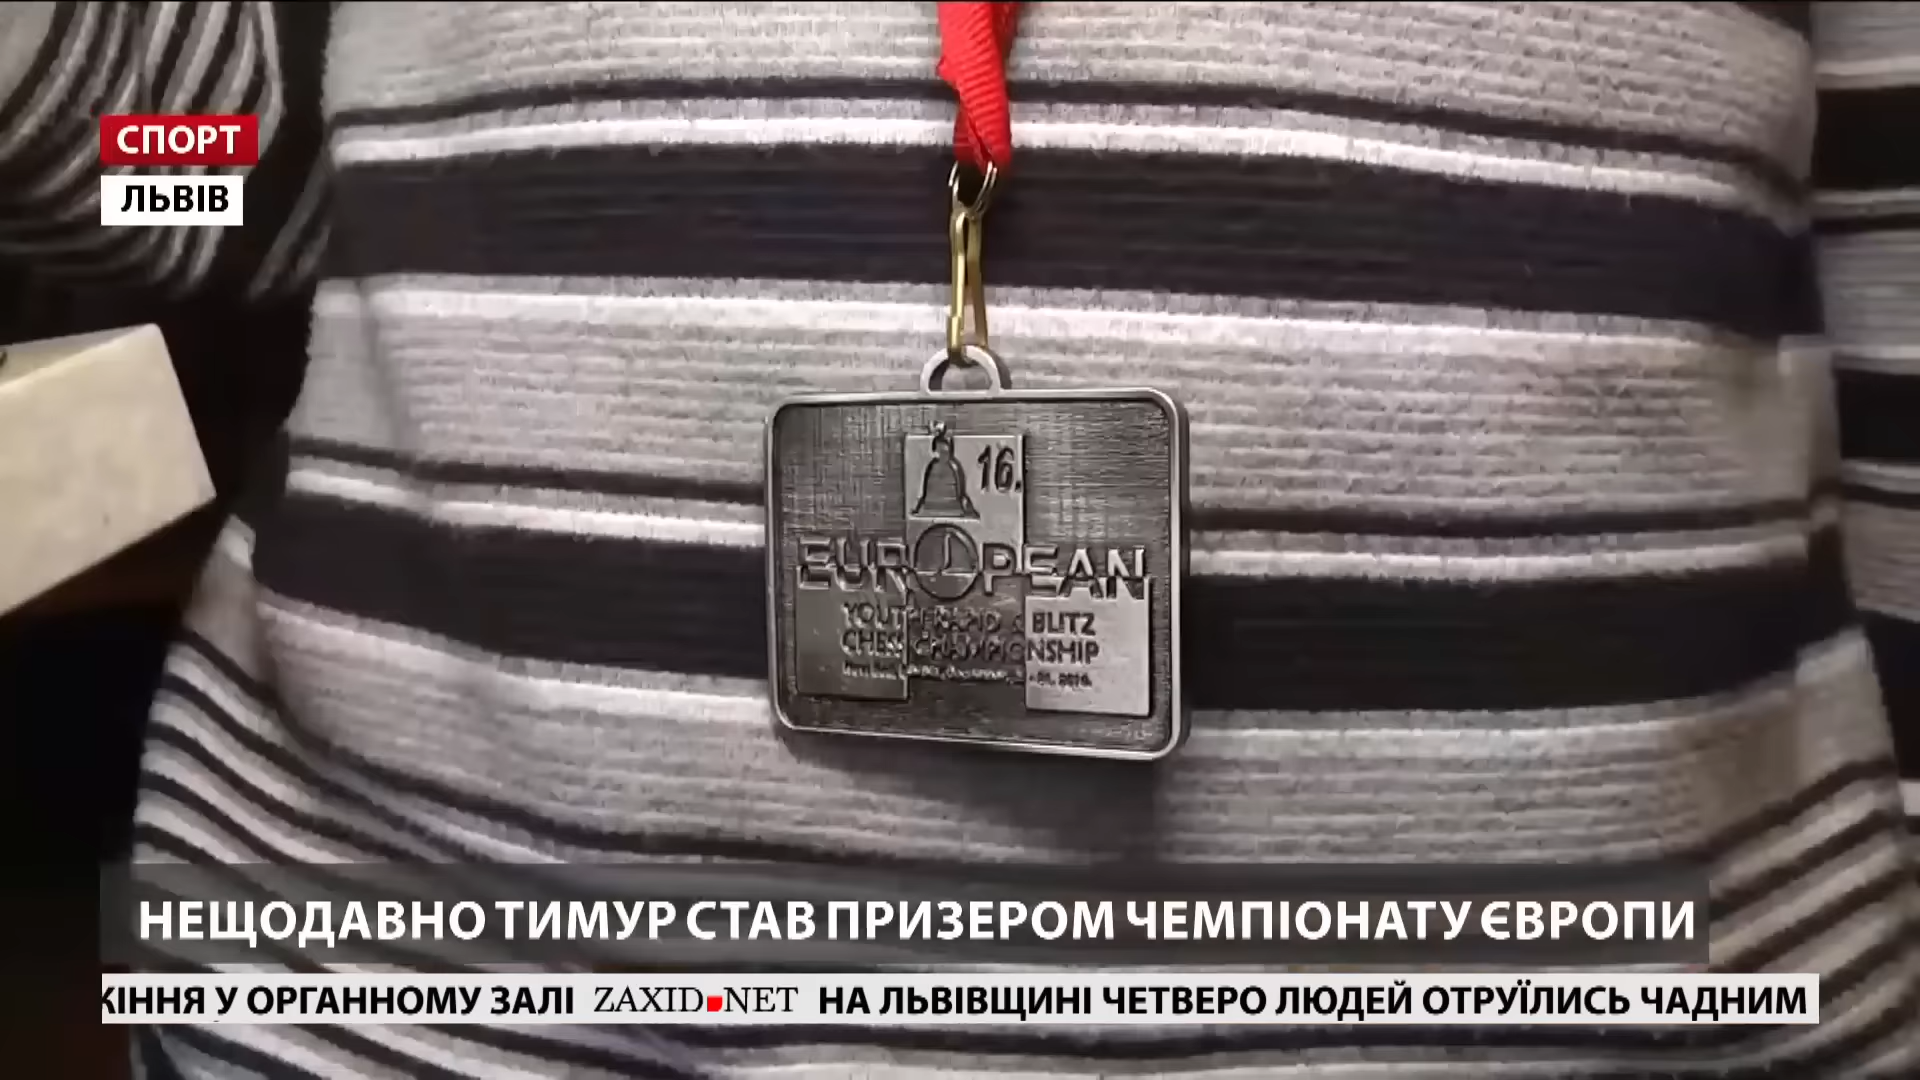 СПОРТ
ЛЬВІВ
16.
EUROPEAN
YOUTH RAPID & BLITZ
CHESS CHAMPIONSHIP
НЕЩОДАВНО ТИМУР СТАВ ПРИЗЕРОМ ЧЕМПІОНАТУ ЄВРОПИ
КІННЯ У ОРГАННОМУ ЗАЛІ ZAXID.NET НА ЛЬВІВЩИНІ ЧЕТВЕРО ЛЮДЕЙ ОТРУЇЛИСЬ ЧАДНИМ